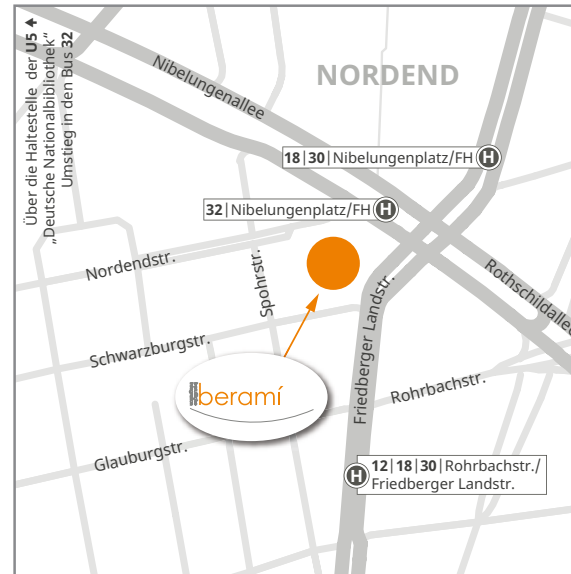 Über die Haltestelle der U5
„Deutsche Nationalbibliothek“
Umstieg in den Bus 32
Nibelungenallee
NORDEND
18|30|Nibelungenplatz/FH
H
32|Nibelungenplatz/FH
H
Nordendstr.
Spohrstr.
Rothschildallee
Schwarzburgstr.
Friedberger Landstr.
beramí
Rohrbachstr.
Glauburgstr.
H
12|18|30|Rohrbachstr./
Friedberger Landstr.